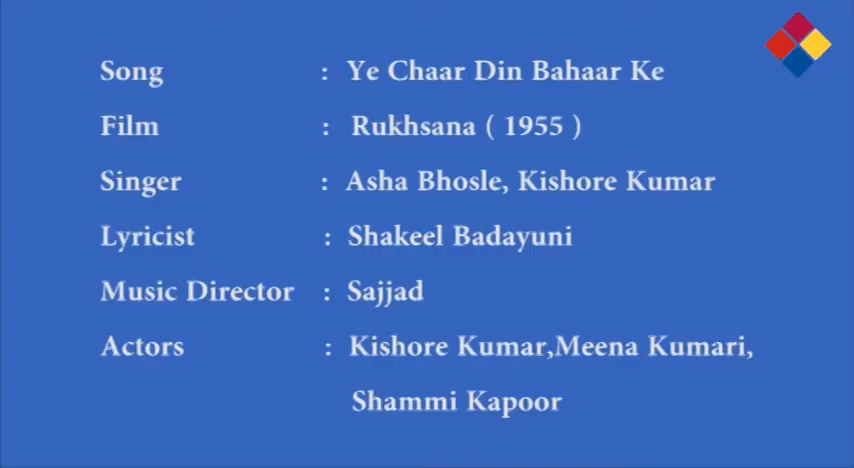 Song : Ye Chaar Din Bahaar Ke
Film : Rukhsana ( 1955 )
Singer : Asha Bhosle, Kishore Kumar
Lyricist : Shakeel Badayuni
Music Director : Sajjad
Actors : Kishore Kumar,Meena Kumari,
Shammi Kapoor